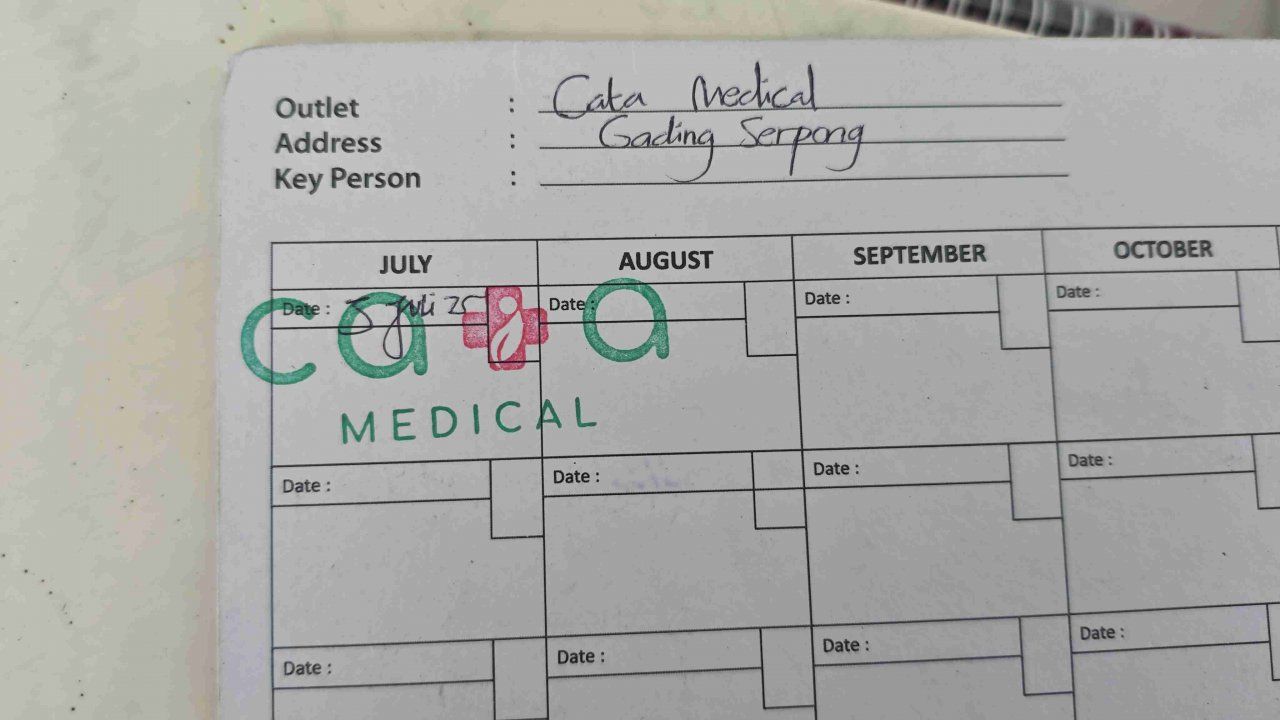 Outlet : Cata Medical
Address : Gading Serpong
Key Person :
JULY AUGUST SEPTEMBER OCTOBER
Date : 5 Juli 25 Date : Date : Date :
cata
MEDICAL
Date : Date : Date : Date :
Date : Date : Date : Date :